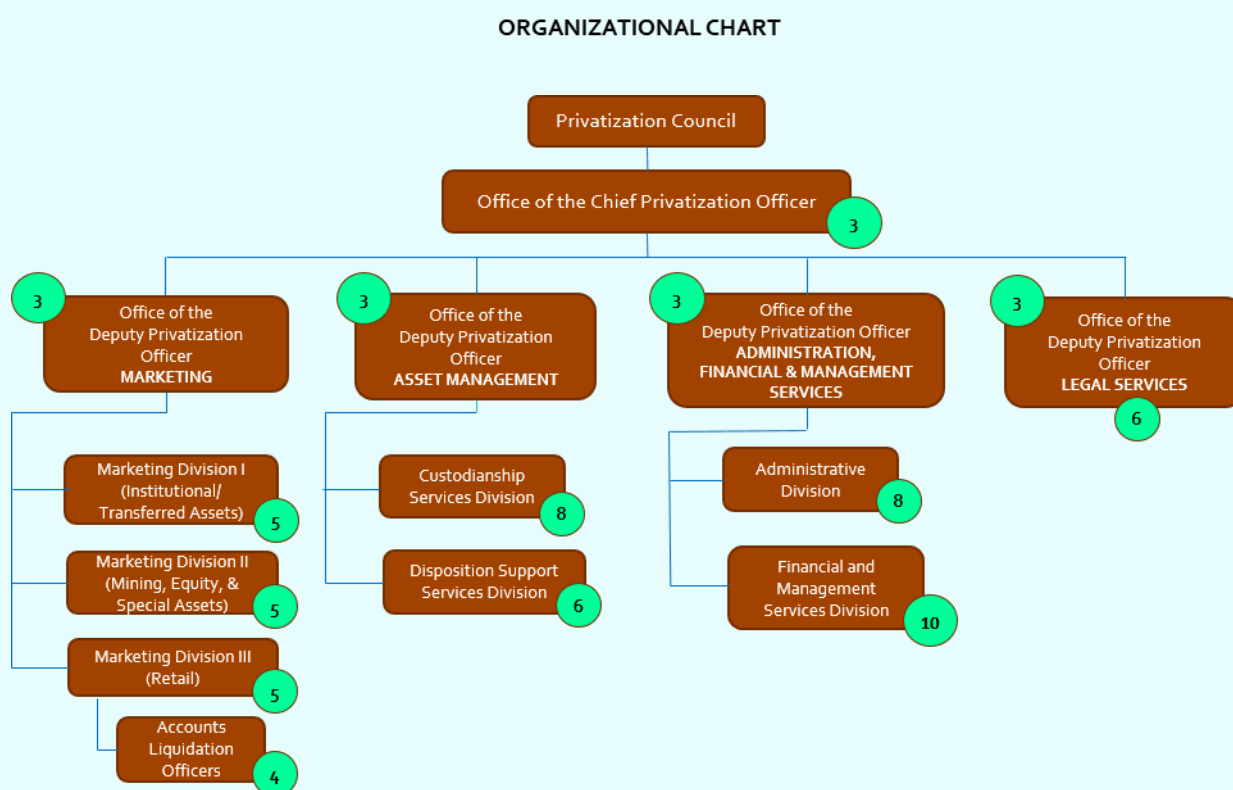 ORGANIZATIONAL CHART
Privatization Council
Office of the Chief Privatization Officer
3
3
Office of the
Deputy Privatization
Officer
MARKETING
3
Office of the
Deputy Privatization
Officer
ASSET MANAGEMENT
3
Office of the
Deputy Privatization Officer
ADMINISTRATION,
FINANCIAL & MANAGEMENT
SERVICES
3
Office of the
Deputy Privatization
Officer
LEGAL SERVICES
6
Marketing Division I
(Institutional/
Transferred Assets)
5
Marketing Division II
(Mining, Equity, &
Special Assets)
5
Marketing Division III
(Retail)
5
Accounts
Liquidation
Officers
4
Custodianship
Services Division
8
Disposition Support
Services Division
6
Administrative
Division
8
Financial and
Management
Services Division
10